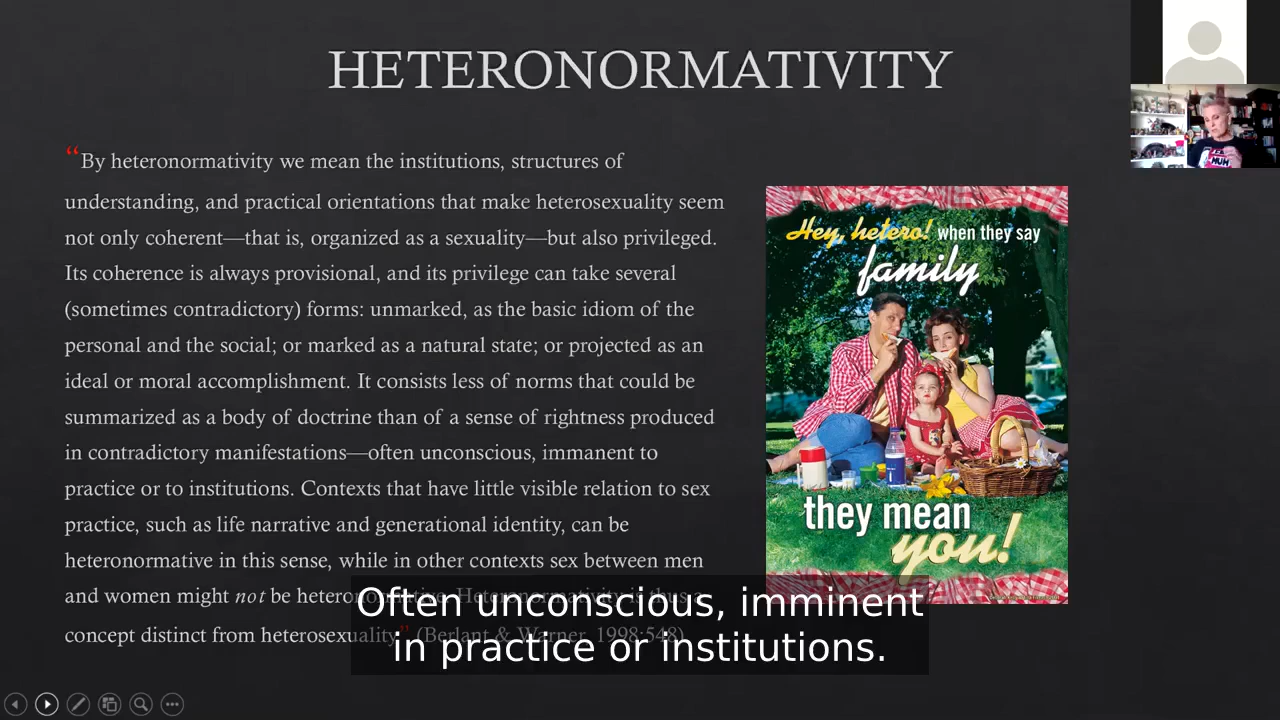 HETERONORMATIVITY
“By heteronormativity we mean the institutions, structures of
understanding, and practical orientations that make heterosexuality seem
not only coherent—that is, organized as a sexuality—but also privileged.
Its coherence is always provisional, and its privilege can take several
(sometimes contradictory) forms: unmarked, as the basic idiom of the
personal and the social; or marked as a natural state; or projected as an
ideal or moral accomplishment. It consists less of norms that could be
summarized as a body of doctrine than of a sense of rightness produced
in contradictory manifestations—often unconscious, immanent to
practice or to institutions. Contexts that have little visible relation to sex
practice, such as life narrative and generational identity, can be
heteronormative in this sense, while in other contexts sex between men
and women might not be heteronormative. Heteronormativity is thus a
concept distinct from heterosexuality” (Berlant & Warner, 1998:548)
Hey, hetero! when they say
family
they mean
you!
Often unconscious, imminent
in practice or institutions.